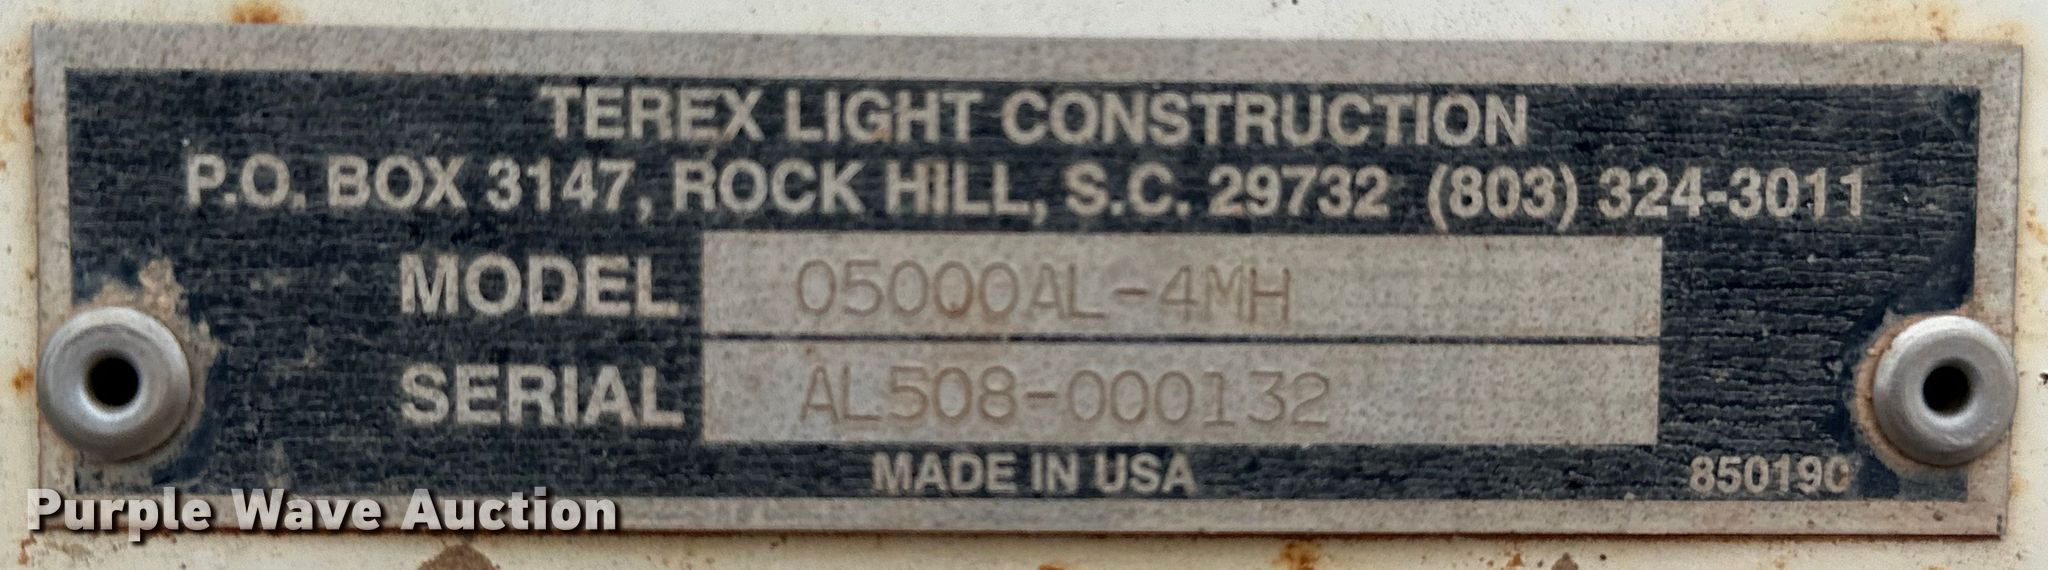 TEREX LIGHT CONSTRUCTION
P.O. BOX 3147, ROCK HILL, S.C. 29732 (803) 324-3011
MODEL 05000AL-4MH
SERIAL AL508-000132
MADE IN USA 850190
Purple Wave Auction